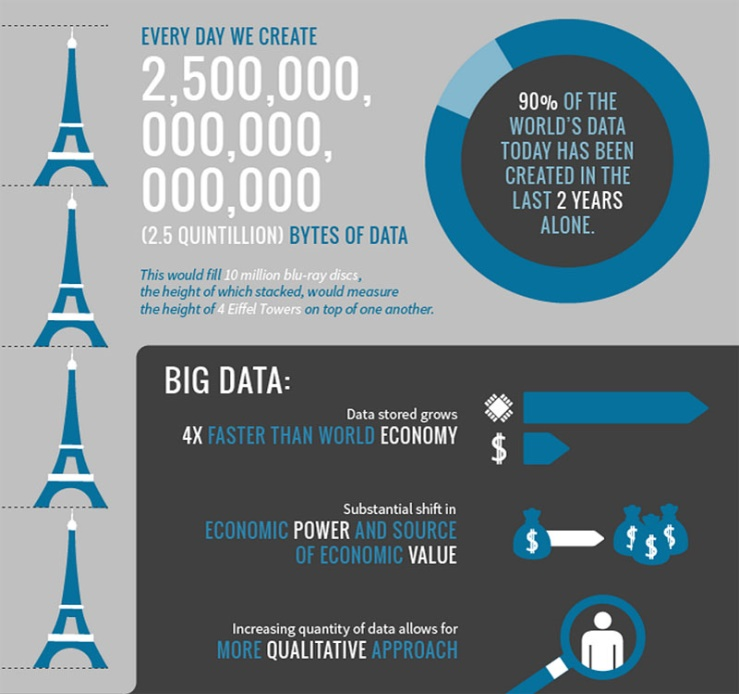 EVERY DAY WE CREATE
2,500,000,
000,000,
000,000
(2.5 QUINTILLION) BYTES OF DATA
This would fill 10 million blu-ray discs,
the height of which stacked, would measure
the height of 4 Eiffel Towers on top of one another.
90% OF THE
WORLD'S DATA
TODAY HAS BEEN
CREATED IN THE
LAST 2 YEARS
ALONE.
BIG DATA:
Data stored grows
4X FASTER THAN WORLD ECONOMY
$
Substantial shift in
ECONOMIC POWER AND SOURCE
OF ECONOMIC VALUE
$ $ $ $
Increasing quantity of data allows for
MORE QUALITATIVE APPROACH